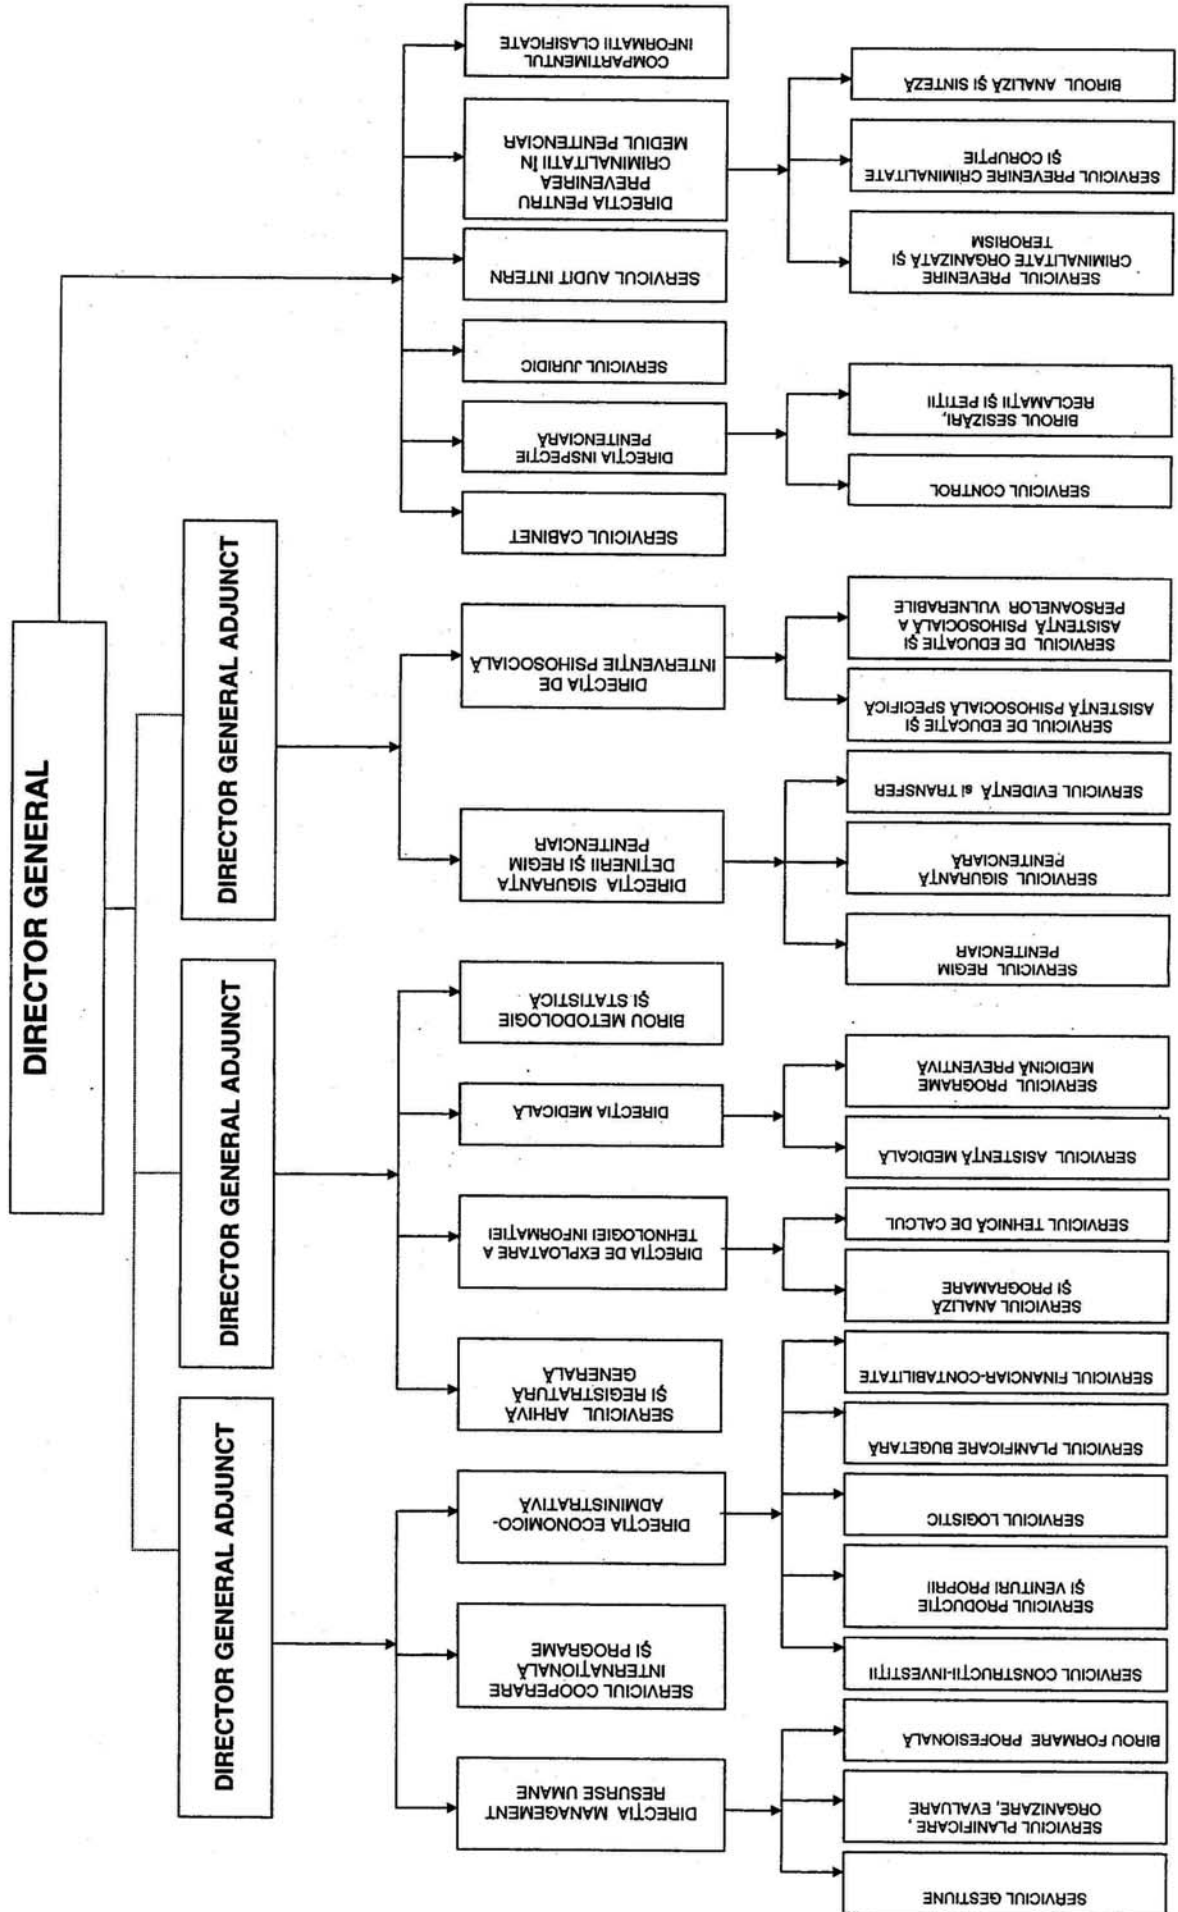 DIRECTOR GENERAL
DIRECTOR GENERAL ADJUNCT
DIRECTOR GENERAL ADJUNCT
DIRECTOR GENERAL ADJUNCT
DIRECȚIA MANAGEMENT
RESURSE UMANE
SERVICIUL COOPERARE
INTERNAȚIONALĂ
ȘI PROGRAME
DIRECȚIA ECONOMICO-
ADMINISTRATIVĂ
SERVICIUL ARHIVĂ
ȘI REGISTRATURĂ
GENERALĂ
DIRECȚIA DE EXPLOATARE A
TEHNOLOGIEI INFORMAȚIEI
DIRECȚIA MEDICALĂ
BIROU METODOLOGIE
ȘI STATISTICĂ
DIRECȚIA SIGURANȚA
DEȚINERII ȘI REGIM
PENITENCIAR
DIRECȚIA DE
INTERVENȚIE PSIHOSOCIALĂ
SERVICIUL CABINET
DIRECȚIA INSPECȚIE
PENITENCIARĂ
SERVICIUL JURIDIC
SERVICUL AUDIT INTERN
DIRECTIA PENTRU
PREVENIREA
CRIMINALITATII ÎN
MEDIUL PENITENCIAR
COMPARTIMENTUL
INFORMATII CLASIFICATE
SERVICIUL GESTIUNE
SERVICIUL PLANIFICARE,
ORGANIZARE, EVALUARE
BIROU FORMARE PROFESIONALĂ
SERVICIUL CONSTRUCȚII-INVESTIȚII
SERVICIUL PRODUCȚIE
ȘI VENITURI PROPRII
SERVICIUL LOGISTIC
SERVICIUL PLANIFICARE BUGETARĂ
SERVICIUL FINANCIAR-CONTABILITATE
SERVICIUL ANALIZĂ
ȘI PROGRAMARE
SERVICIUL TEHNICĂ DE CALCUL
SERVICIUL ASISTENȚĂ MEDICALĂ
SERVICIUL PROGRAME
MEDICINĂ PREVENTIVĂ
SERVICIUL REGIM
PENITENCIAR
SERVICIUL SIGURANȚĂ
PENITENCIARĂ
SERVICIUL EVIDENȚĂ si TRANSFER
SERVICIUL DE EDUCAȚIE ȘI
ASISTENȚĂ PSIHOSOCIALĂ SPECIFICĂ
SERVICIUL DE EDUCAȚIE ȘI
ASISTENȚĂ PSIHOSOCIALĂ A
PERSOANELOR VULNERABILE
SERVICIUL CONTROL
BIROUL SESIZĂRI,
RECLAMAȚII ȘI PETIȚII
SERVICIUL PREVENIRE
CRIMINALITATE ORGANIZATĂ ȘI
TERORISM
SERVICIUL PREVENIRE CRIMINALITATE
ȘI CORUPȚIE
BIROUL ANALIZĂ ȘI SINTEZĂ